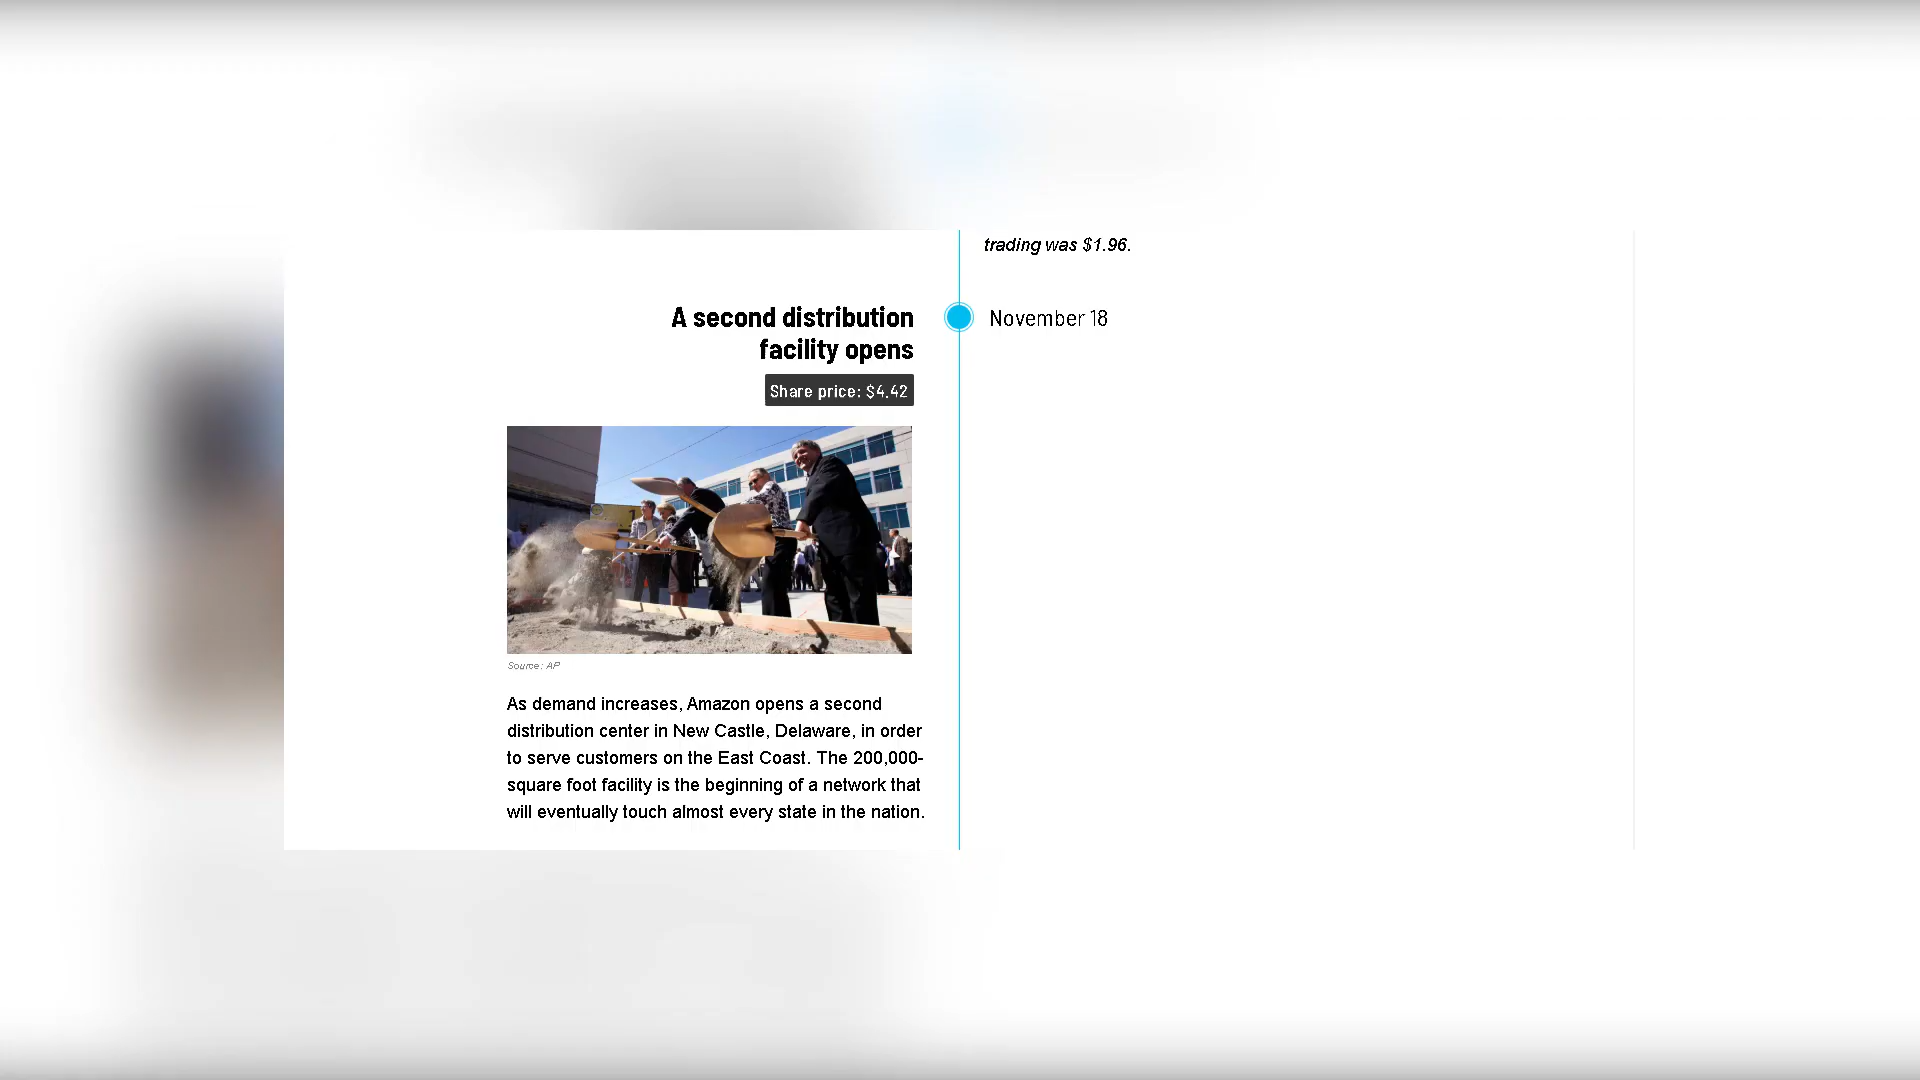 trading was $1.96.
A second distribution
facility opens
November 18
Share price: $4.42
Source: AP
As demand increases, Amazon opens a second
distribution center in New Castle, Delaware, in order
to serve customers on the East Coast. The 200,000-
square foot facility is the beginning of a network that
will eventually touch almost every state in the nation.